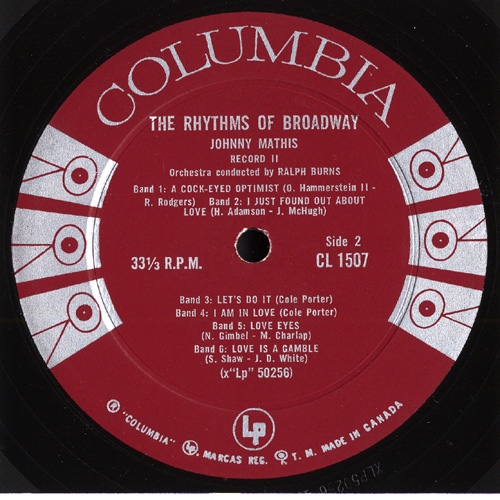 COLUMBIA
THE RHYTHMS OF BROADWAY
JOHNNY MATHIS
RECORD II
Orchestra conducted by RALPH BURNS
Band 1: A COCK-EYED OPTIMIST (O. Hammerstein II -
R. Rodgers) Band 2: I JUST FOUND OUT ABOUT
LOVE (H. Adamson - J. McHugh)
Side 2
33⅓ R.P.M. CL 1507
Band 3: LET'S DO IT (Cole Porter)
Band 4: I AM IN LOVE (Cole Porter)
Band 5: LOVE EYES
(N. Gimbel - M. Charlap)
Band 6: LOVE IS A GAMBLE
(S. Shaw - J. D. White)
(x"Lp" 50256)
® "COLUMBIA" Lp MARCAS REG. ® T. M. MADE IN CANADA
Lp